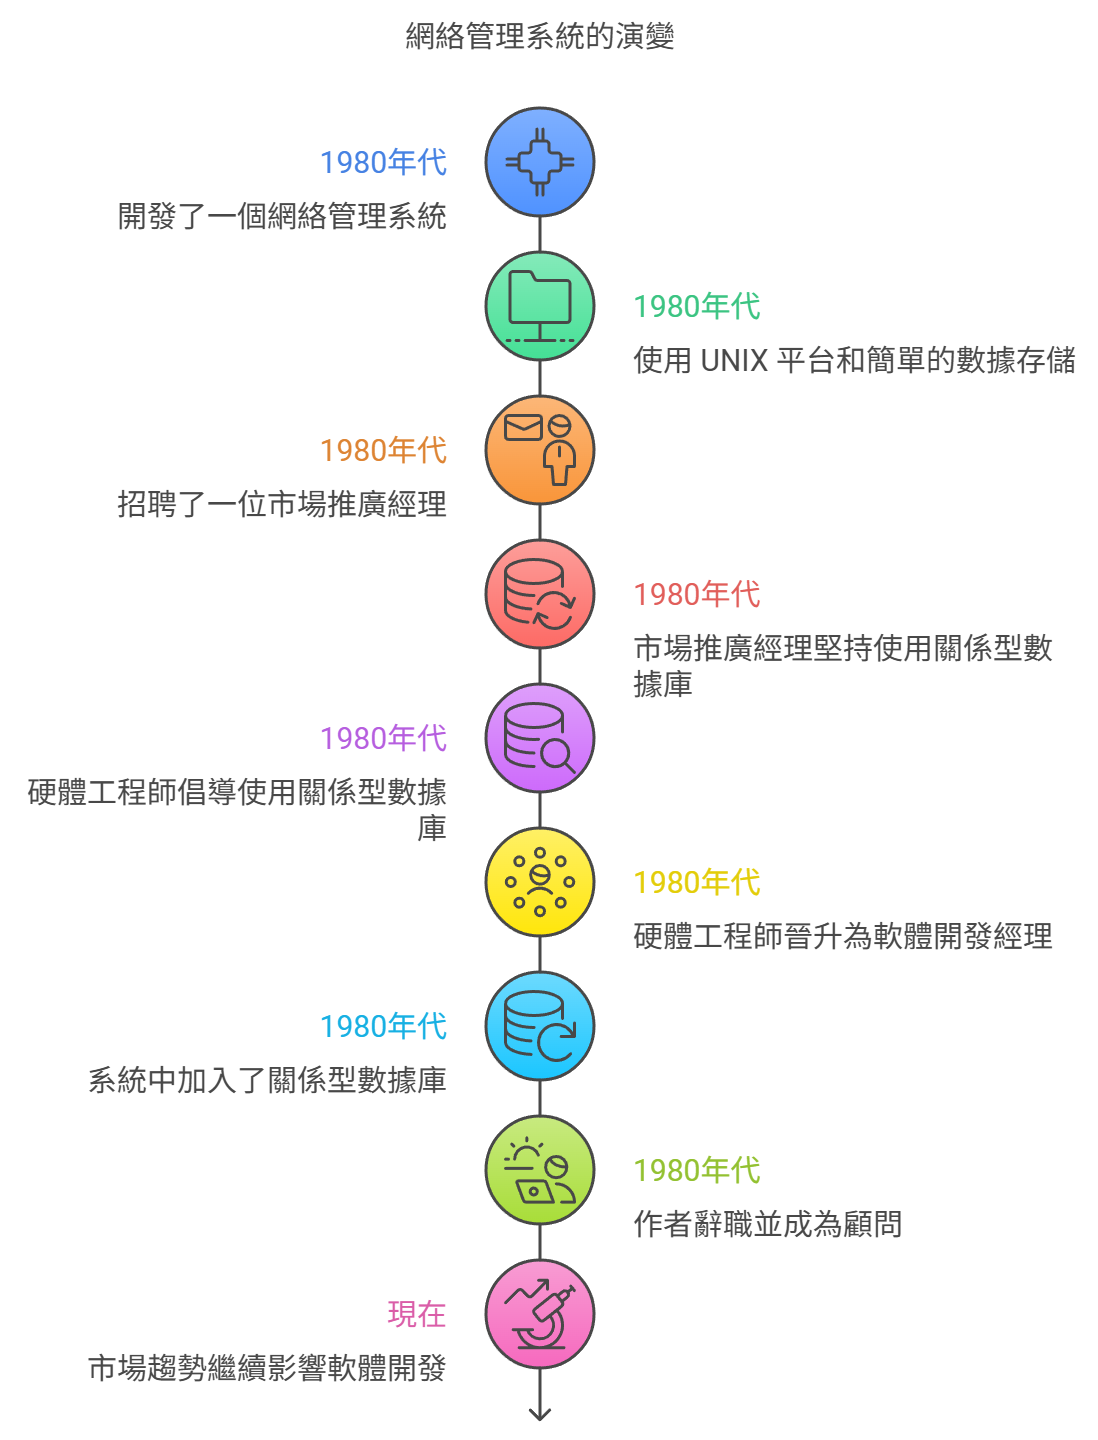 網絡管理系統的演變
1980年代
開發了一個網絡管理系統
1980年代
使用 UNIX 平台和簡單的數據存儲
1980年代
招聘了一位市場推廣經理
1980年代
市場推廣經理堅持使用關係型數
據庫
1980年代
硬體工程師倡導使用關係型數據
庫
1980年代
硬體工程師晉升為軟體開發經理
1980年代
系統中加入了關係型數據庫
1980年代
作者辭職並成為顧問
現在
市場趨勢繼續影響軟體開發